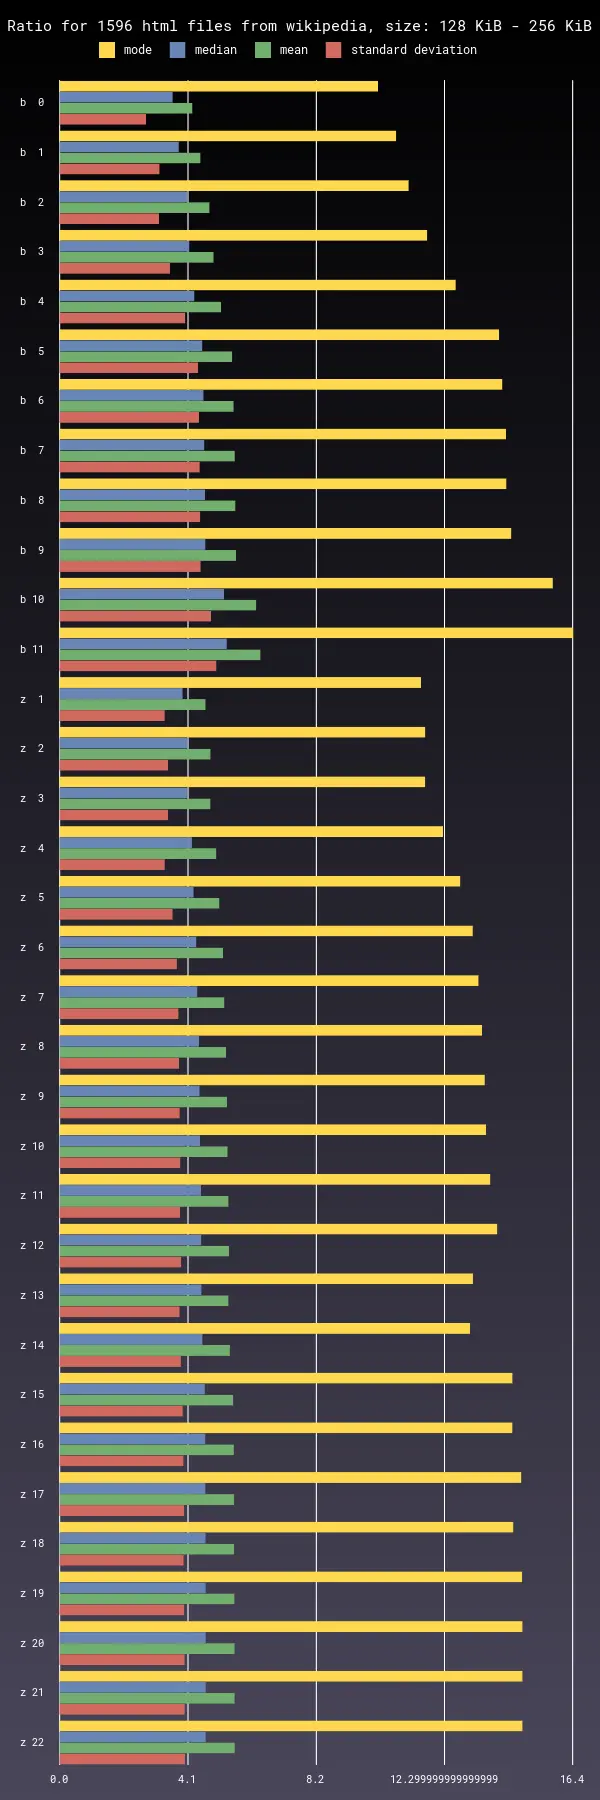 Ratio for 1596 html files from wikipedia, size: 128 KiB - 256 KiB
mode median mean standard deviation
b 0
b 1
b 2
b 3
b 4
b 5
b 6
b 7
b 8
b 9
b 10
b 11
z 1
z 2
z 3
z 4
z 5
z 6
z 7
z 8
z 9
z 10
z 11
z 12
z 13
z 14
z 15
z 16
z 17
z 18
z 19
z 20
z 21
z 22
0.0 4.1 8.2 12.299999999999999 16.4